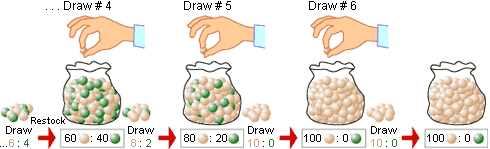 ... Draw # 4
Draw # 5
Draw # 6
Restock
Draw
...6 : 4
60 : 40
Draw
8 : 2
80 : 20
Draw
10 : 0
100 : 0
Draw
10 : 0
100 : 0